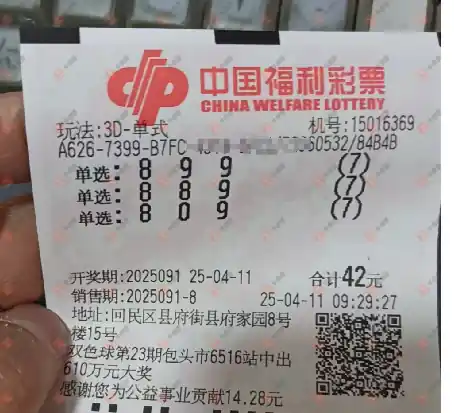 中国福利彩票
CHINA WELFARE LOTTERY
玩法:3D-单式 机号:15016369
A626-7399-B7FC- 60532/84B4B
单选: 8 9 9 (7)
单选: 8 8 9 (7)
单选: 8 0 9 (7)
开奖期:2025091 25-04-11 合计42元
销售期:2025091-8 25-04-11 09:29:27
地址:回民区县府街县府家园8号
楼15号
双色球第23期包头市6516站中出
610万元大奖
感谢您为公益事业贡献14.28元